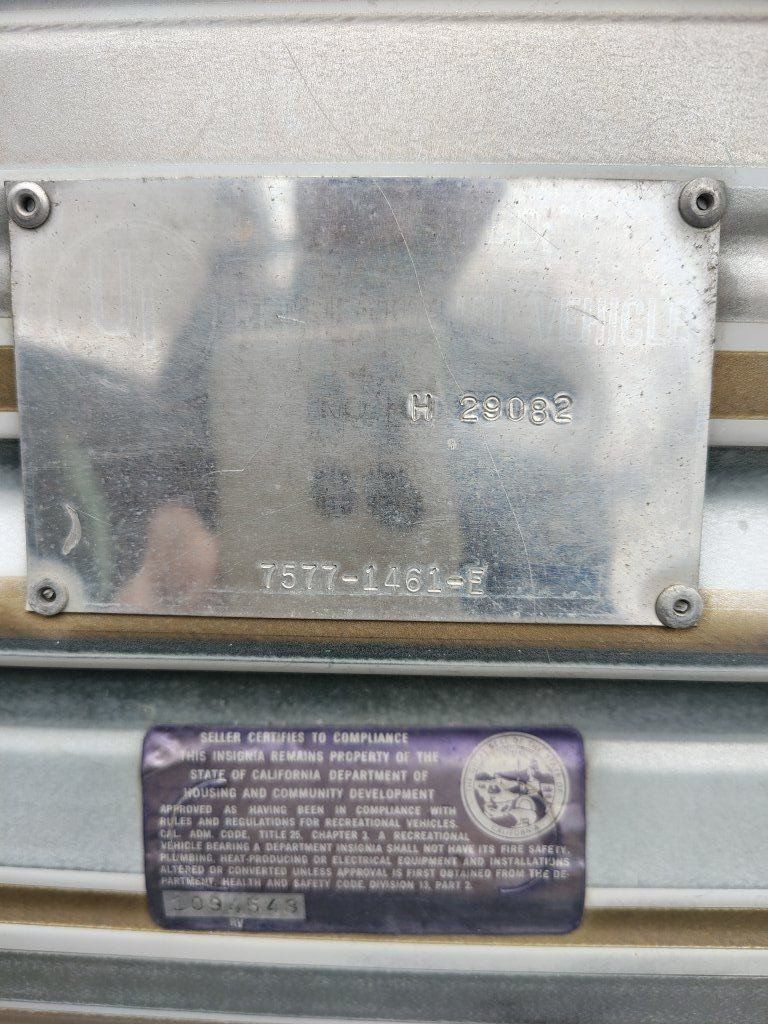 VEHICLE
NO. H 29082
7577-1461-E
SELLER CERTIFIES TO COMPLIANCE
THIS INSIGNIA REMAINS PROPERTY OF THE
STATE OF CALIFORNIA DEPARTMENT OF
HOUSING AND COMMUNITY DEVELOPMENT
APPROVED AS HAVING BEEN IN COMPLIANCE WITH
RULES AND REGULATIONS FOR RECREATIONAL VEHICLES,
CAL. ADM. CODE, TITLE 25, CHAPTER 3. A RECREATIONAL
VEHICLE BEARING A DEPARTMENT INSIGNIA SHALL NOT HAVE ITS FIRE SAFETY,
PLUMBING, HEAT-PRODUCING OR ELECTRICAL EQUIPMENT AND INSTALLATIONS
ALTERED OR CONVERTED UNLESS APPROVAL IS FIRST OBTAINED FROM THE DE-
PARTMENT, HEALTH AND SAFETY CODE, DIVISION 13, PART 2.
1094543
RV